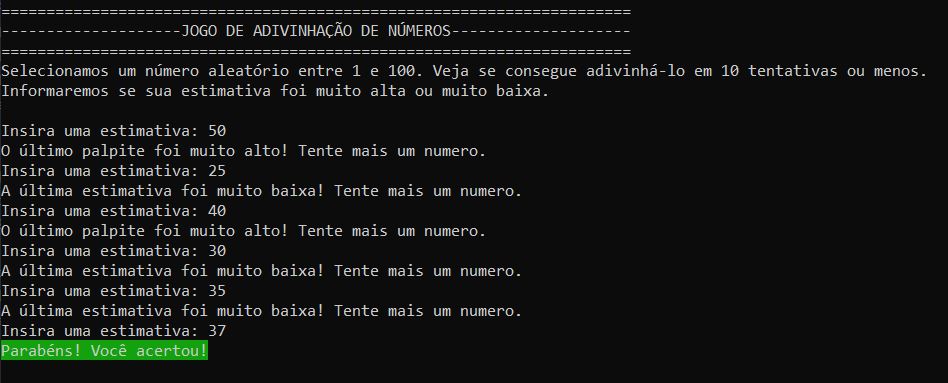 ======================================================================
--------------------JOGO DE ADIVINHAÇÃO DE NÚMEROS--------------------
======================================================================
Selecionamos um número aleatório entre 1 e 100. Veja se consegue adivinhá-lo em 10 tentativas ou menos.
Informaremos se sua estimativa foi muito alta ou muito baixa.
Insira uma estimativa: 50
O último palpite foi muito alto! Tente mais um numero.
Insira uma estimativa: 25
A última estimativa foi muito baixa! Tente mais um numero.
Insira uma estimativa: 40
O último palpite foi muito alto! Tente mais um numero.
Insira uma estimativa: 30
A última estimativa foi muito baixa! Tente mais um numero.
Insira uma estimativa: 35
A última estimativa foi muito baixa! Tente mais um numero.
Insira uma estimativa: 37
Parabéns! Você acertou!